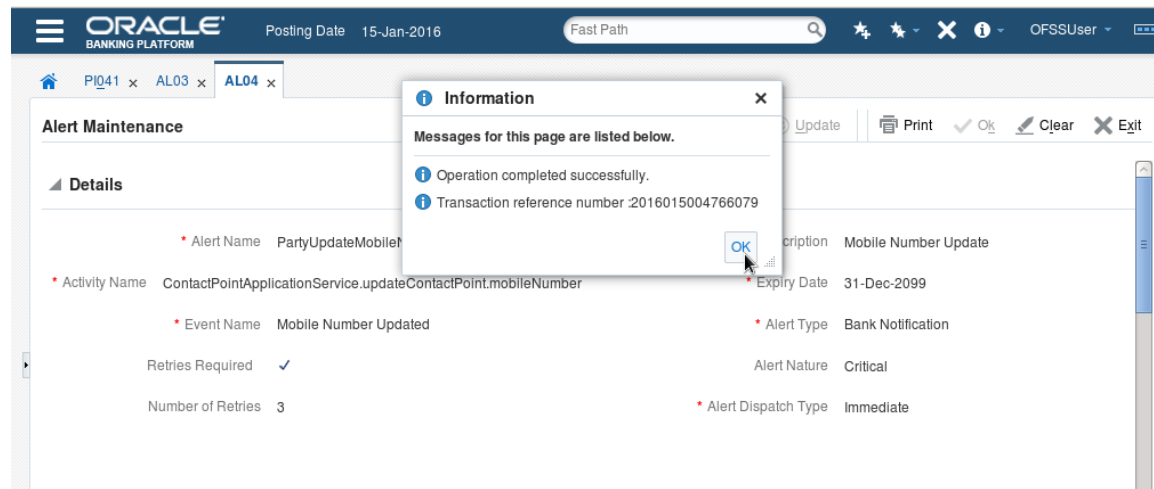 ORACLE
BANKING PLATFORM
Posting Date 15-Jan-2016
Fast Path
OFSSUser
PI041 x AL03 x AL04 x
Information
Messages for this page are listed below.
Operation completed successfully.
Transaction reference number :2016015004766079
OK
Alert Maintenance
Update Print Ok Clear Exit
Details
* Alert Name PartyUpdateMobile
Mobile Number Update
* Activity Name ContactPointApplicationService.updateContactPoint.mobileNumber
* Expiry Date 31-Dec-2099
* Event Name Mobile Number Updated
* Alert Type Bank Notification
Retries Required ✓
Alert Nature Critical
Number of Retries 3
* Alert Dispatch Type Immediate